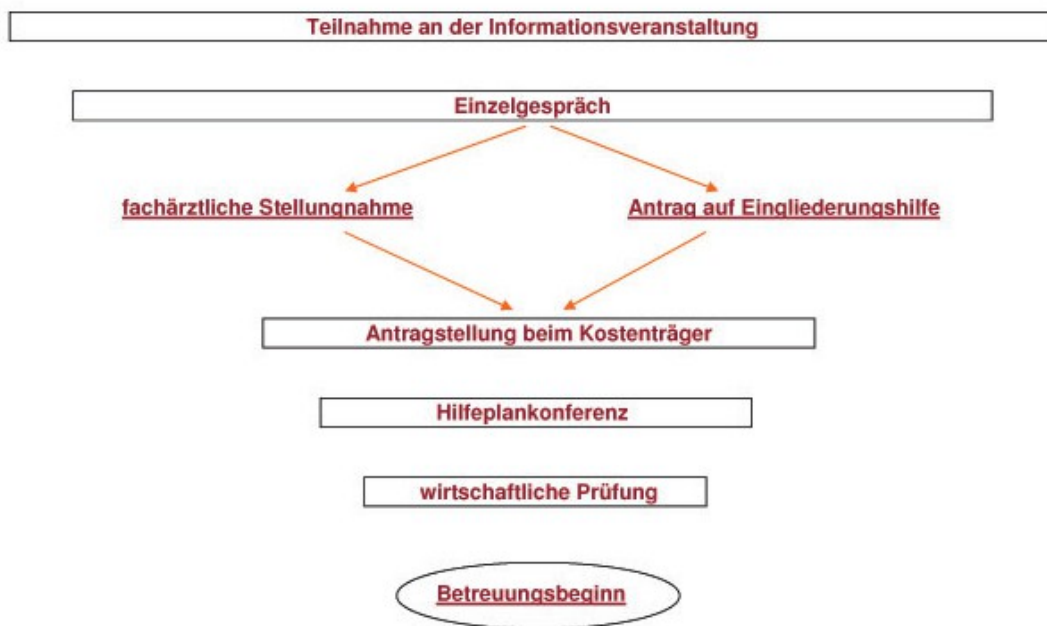 Teilnahme an der Informationsveranstaltung
Einzelgespräch
fachärztliche Stellungnahme
Antrag auf Eingliederungshilfe
Antragstellung beim Kostenträger
Hilfeplankonferenz
wirtschaftliche Prüfung
Betreuungsbeginn